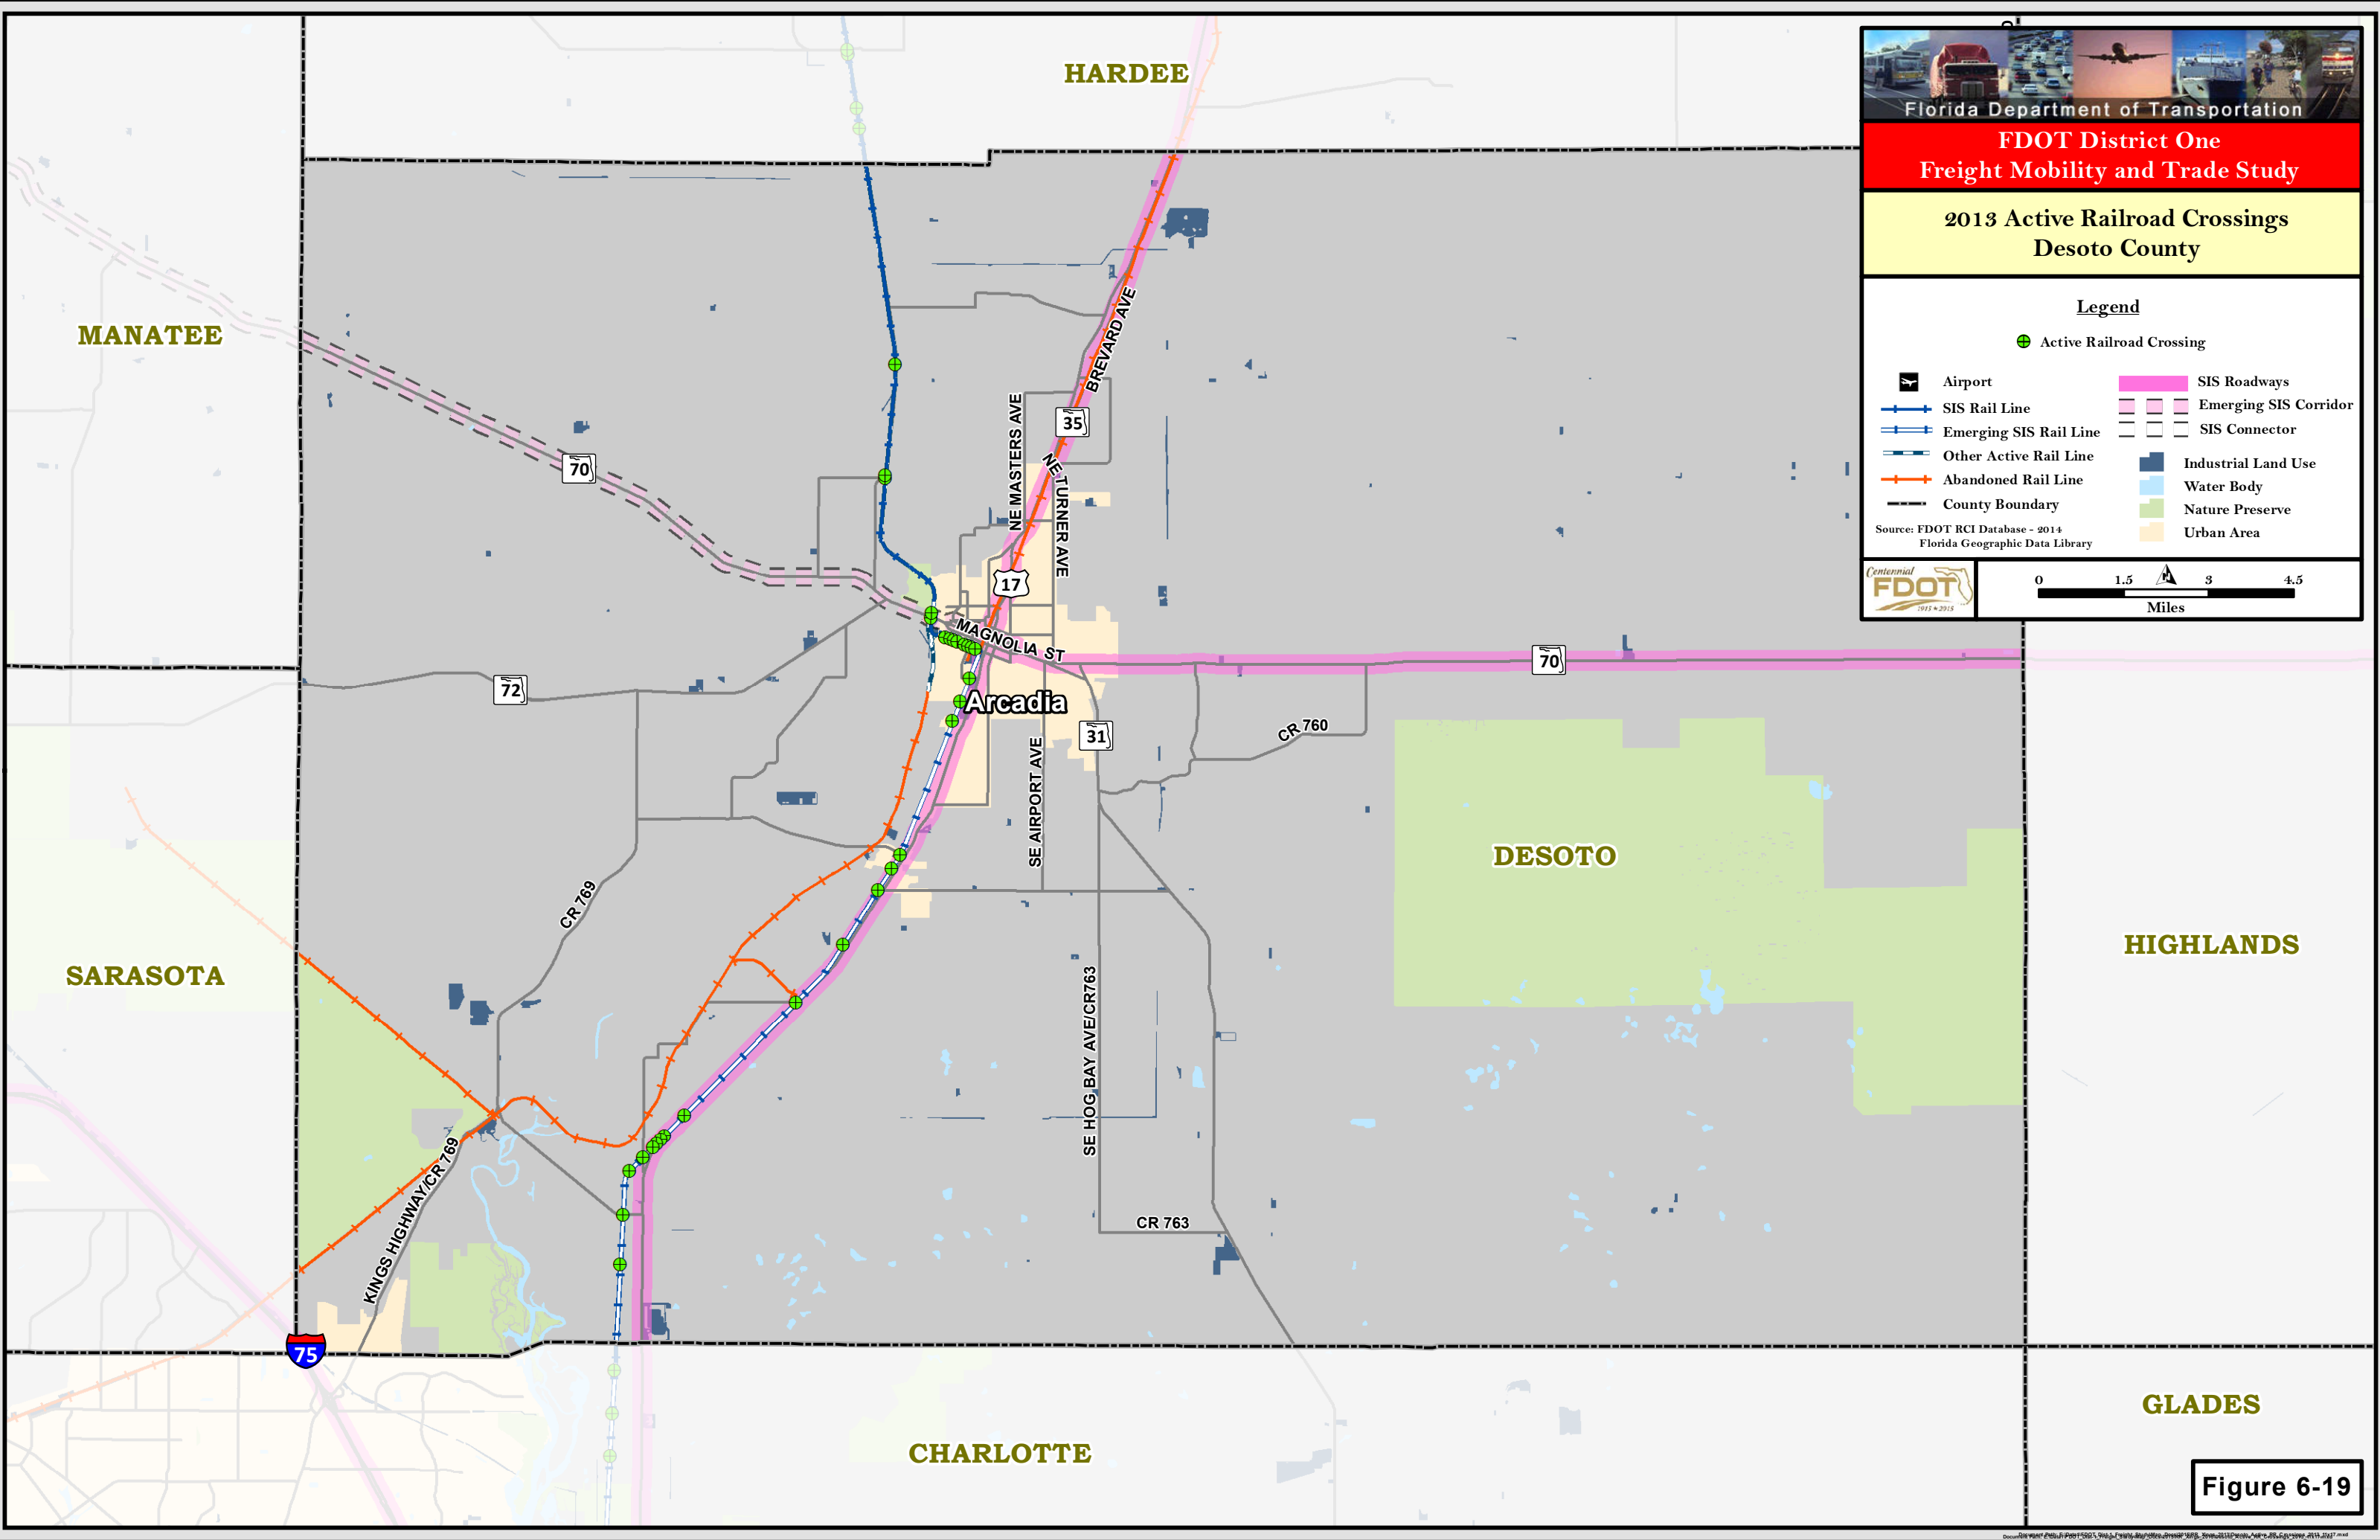 HARDEE
Florida Department of Transportation
FDOT District One
Freight Mobility and Trade Study
2013 Active Railroad Crossings
Desoto County
Legend
Active Railroad Crossing
Airport
SIS Rail Line
Emerging SIS Rail Line
Other Active Rail Line
Abandoned Rail Line
County Boundary
SIS Roadways
Emerging SIS Corridor
SIS Connector
Industrial Land Use
Water Body
Nature Preserve
Urban Area
Source: FDOT RCI Database - 2014
Florida Geographic Data Library
Centennial
FDOT
1915 2015
N
0 1.5 3 4.5
Miles
MANATEE
BREVARD AVE
35
NE MASTERS AVE
NE TURNER AVE
70
17
MAGNOLIA ST
70
72
Arcadia
31
CR 760
SE AIRPORT AVE
DESOTO
CR 769
HIGHLANDS
SARASOTA
SE HOG BAY AVE/CR763
KINGS HIGHWAY/CR 769
CR 763
75
GLADES
CHARLOTTE
Figure 6-19